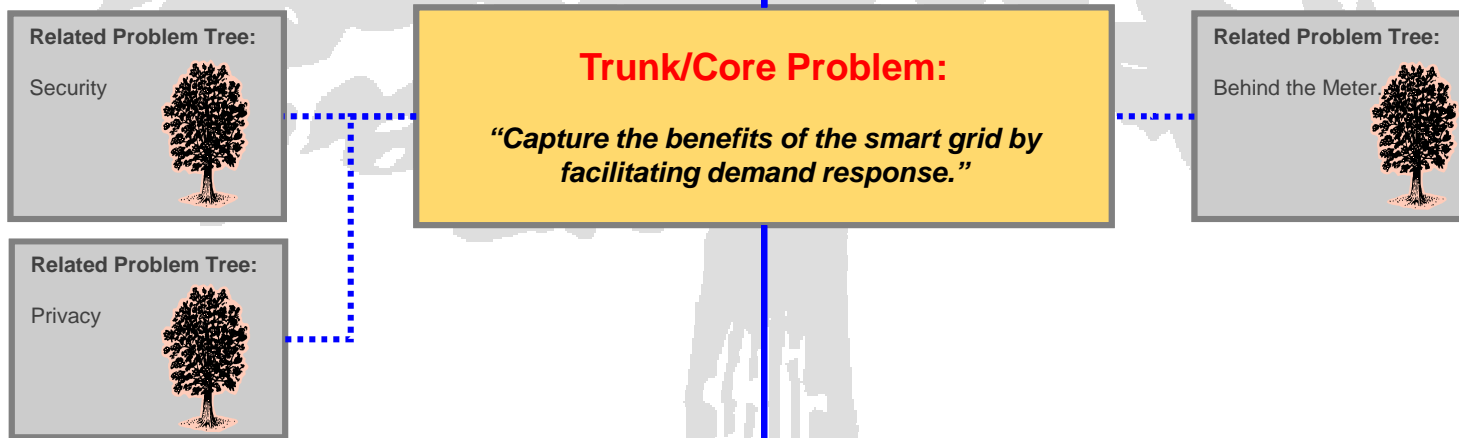 Related Problem Tree:
Security
Trunk/Core Problem:
“Capture the benefits of the smart grid by
facilitating demand response.”
Related Problem Tree:
Behind the Meter.
Related Problem Tree:
Privacy